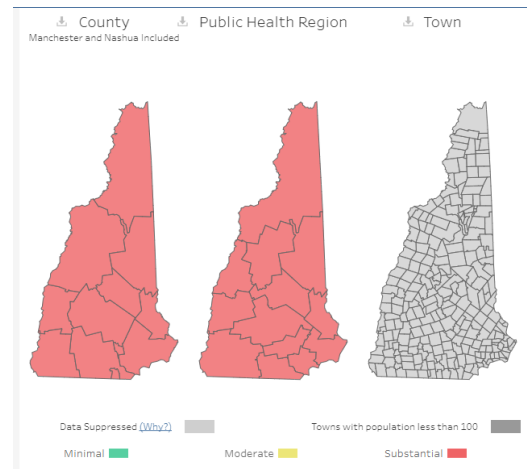 County Public Health Region Town
Manchester and Nashua Included
Data Suppressed (Why?) Towns with population less than 100
Minimal Moderate Substantial